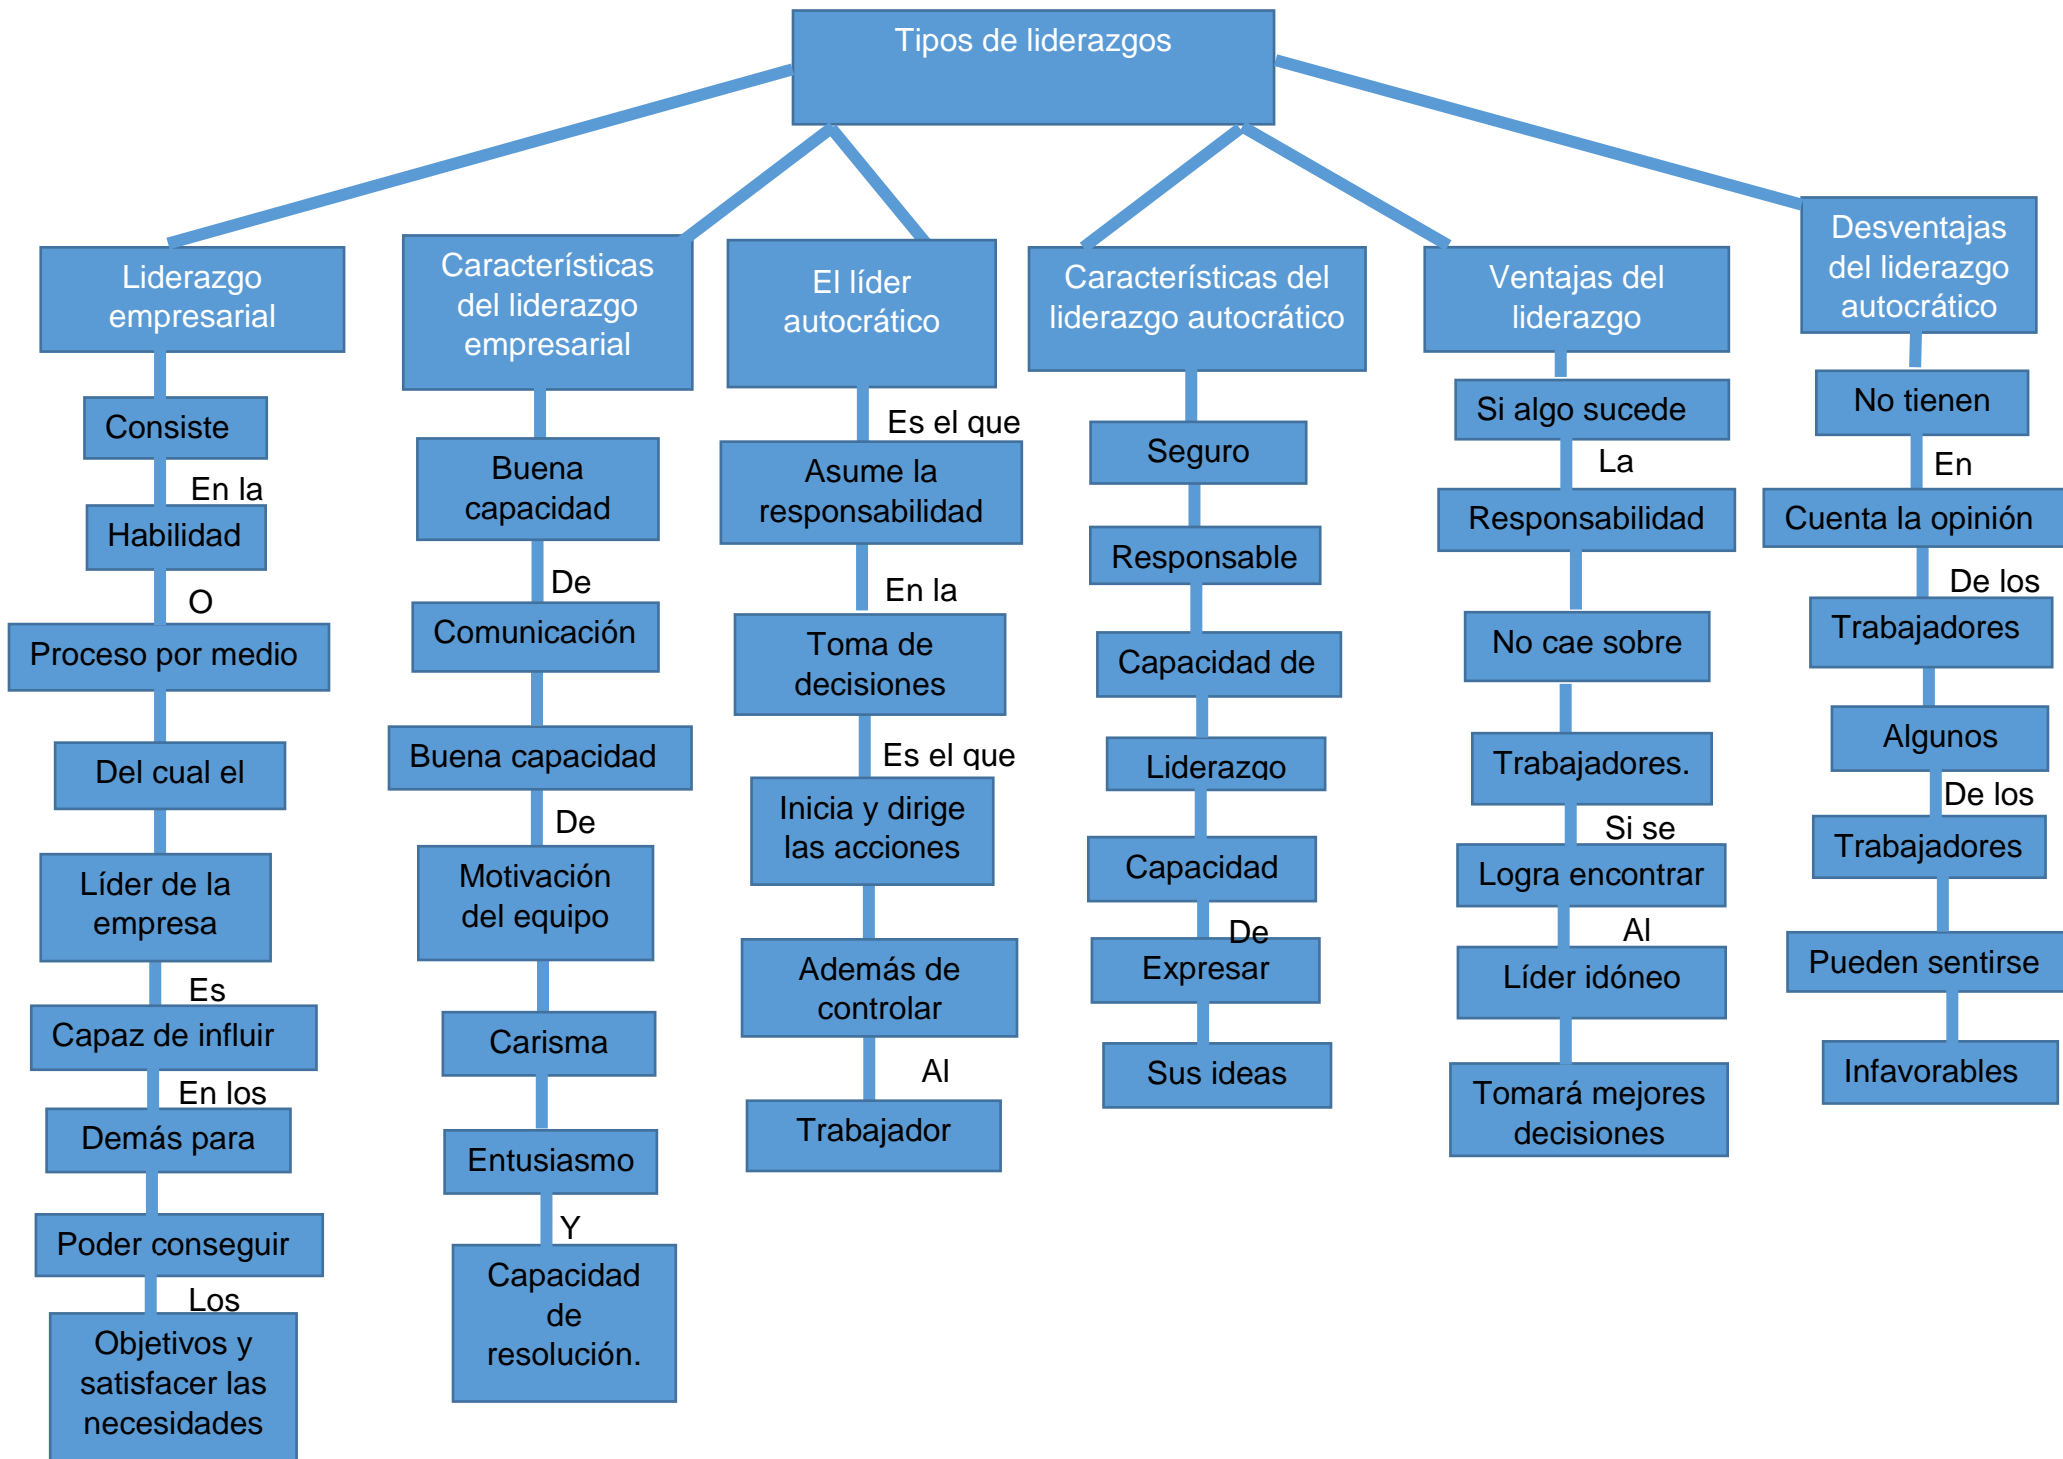 Tipos de liderazgos
Liderazgo
empresarial
Consiste
En la
Habilidad
O
Proceso por medio
Del cual el
Líder de la
empresa
Es
Capaz de influir
En los
Demás para
Poder conseguir
Los
Objetivos y
satisfacer las
necesidades
Características
del liderazgo
empresarial
Buena
capacidad
De
Comunicación
Buena capacidad
De
Motivación
del equipo
Carisma
Entusiasmo
Y
Capacidad
de
resolución.
El líder
autocrático
Es el que
Asume la
responsabilidad
En la
Toma de
decisiones
Es el que
Inicia y dirige
las acciones
Además de
controlar
Al
Trabajador
Características del
liderazgo autocrático
Seguro
Responsable
Capacidad de
Liderazgo
Capacidad
De
Expresar
Sus ideas
Ventajas del
liderazgo
Si algo sucede
La
Responsabilidad
No cae sobre
Trabajadores.
Si se
Logra encontrar
Al
Líder idóneo
Tomará mejores
decisiones
Desventajas
del liderazgo
autocrático
No tienen
En
Cuenta la opinión
De los
Trabajadores
Algunos
De los
Trabajadores
Pueden sentirse
Infavorables